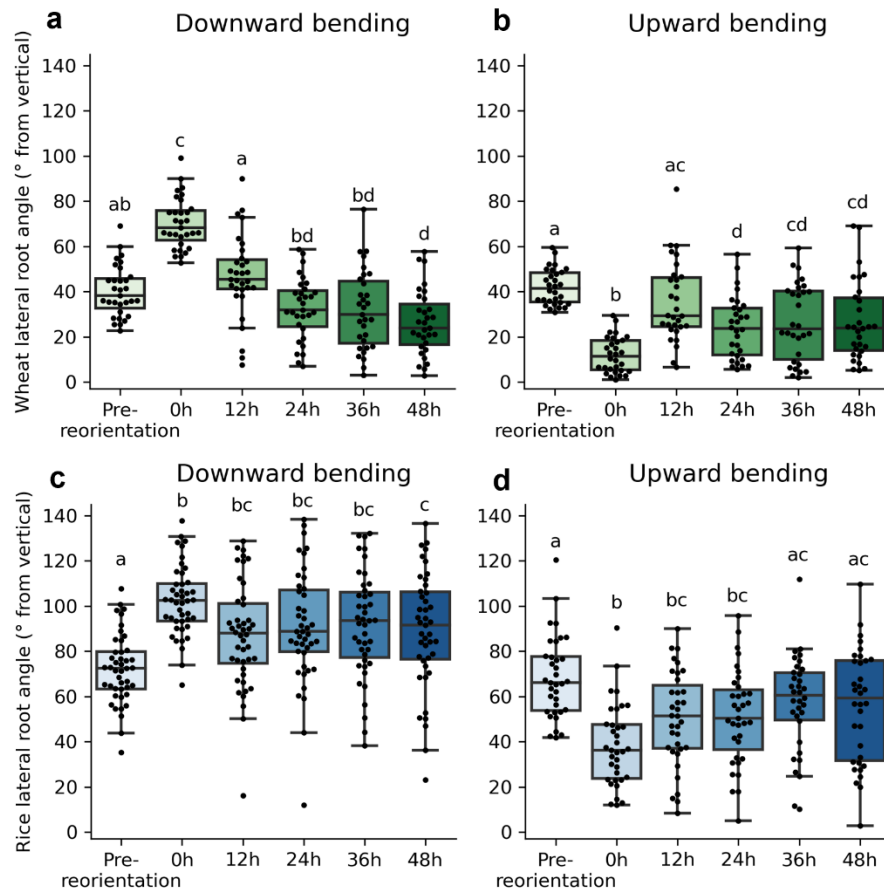 a Downward bending
Wheat lateral root angle (° from vertical)
140
120
100
80
60
40
20
0
ab
c
a
bd
bd
d
Pre-
reorientation
0h
12h
24h
36h
48h
b Upward bending
140
120
100
80
60
40
20
0
a
b
ac
d
cd
cd
Pre-
reorientation
0h
12h
24h
36h
48h
c Downward bending
Rice lateral root angle (° from vertical)
140
120
100
80
60
40
20
0
a
b
bc
bc
bc
c
Pre-
reorientation
0h
12h
24h
36h
48h
d Upward bending
140
120
100
80
60
40
20
0
a
b
bc
bc
ac
ac
Pre-
reorientation
0h
12h
24h
36h
48h